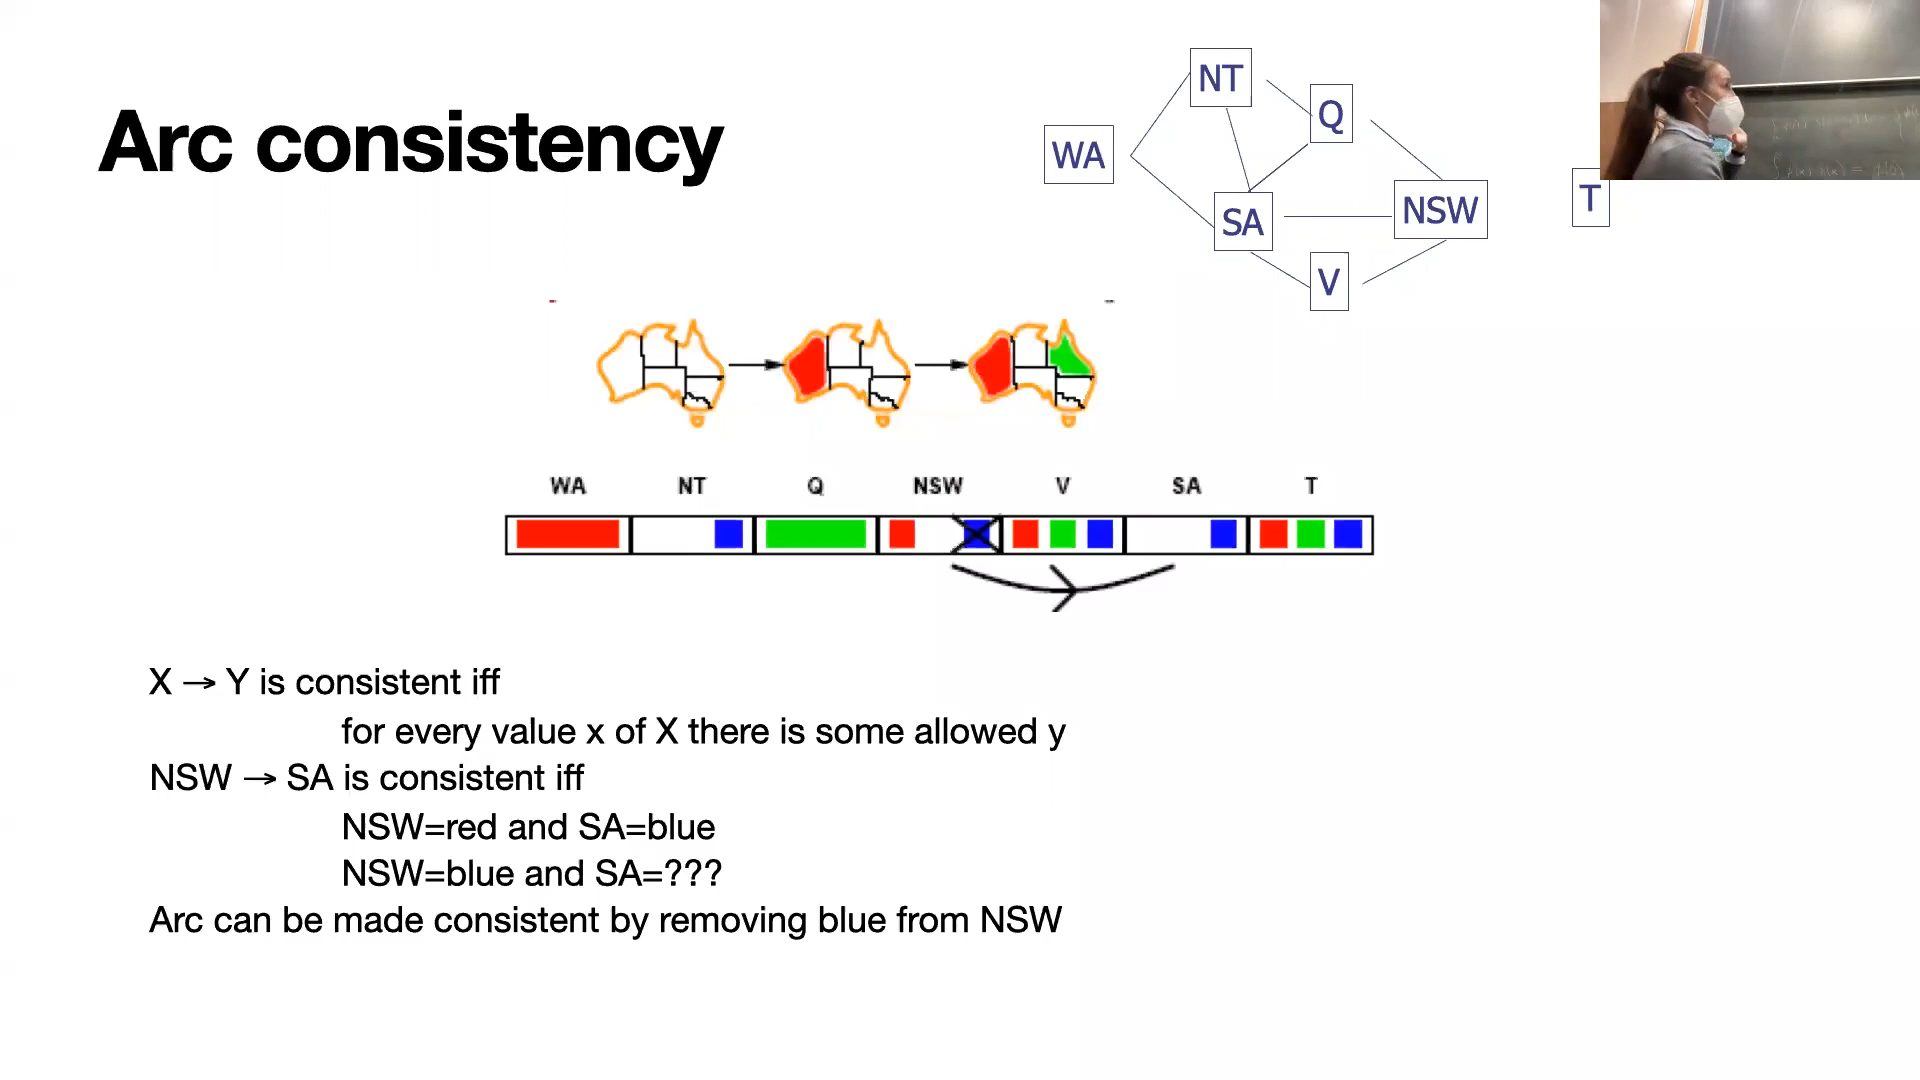 Arc consistency
NT
Q
WA
SA
NSW
V
T
WA NT Q NSW V SA T
X → Y is consistent iff
for every value x of X there is some allowed y
NSW → SA is consistent iff
NSW=red and SA=blue
NSW=blue and SA=???
Arc can be made consistent by removing blue from NSW